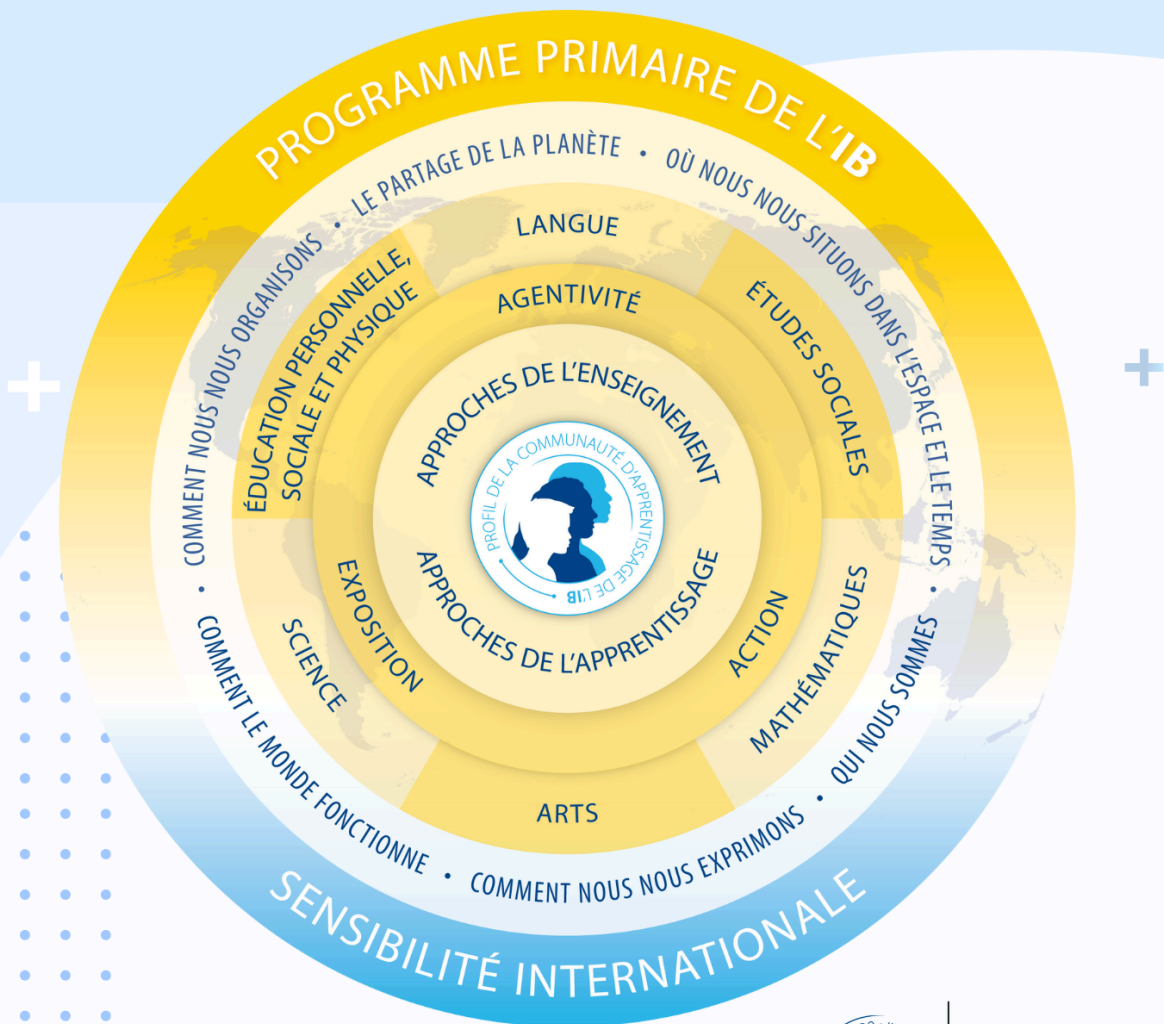 PROGRAMME PRIMAIRE DE L'IB
LE PARTAGE DE LA PLANÈTE •
OÙ NOUS NOUS SITUONS DANS L'ESPACE ET LE TEMPS •
QUI NOUS SOMMES •
COMMENT NOUS NOUS EXPRIMONS •
COMMENT LE MONDE FONCTIONNE •
COMMENT NOUS NOUS ORGANISONS •
LANGUE
ÉTUDES SOCIALES
MATHÉMATIQUES
ARTS
SCIENCE
ÉDUCATION PERSONNELLE,
SOCIALE ET PHYSIQUE
AGENTIVITÉ
ACTION
EXPOSITION
APPROCHES DE L'ENSEIGNEMENT
APPROCHES DE L'APPRENTISSAGE
PROFIL DE LA COMMUNAUTÉ D'APPRENTISSAGE DE L'IB
SENSIBILITÉ INTERNATIONALE